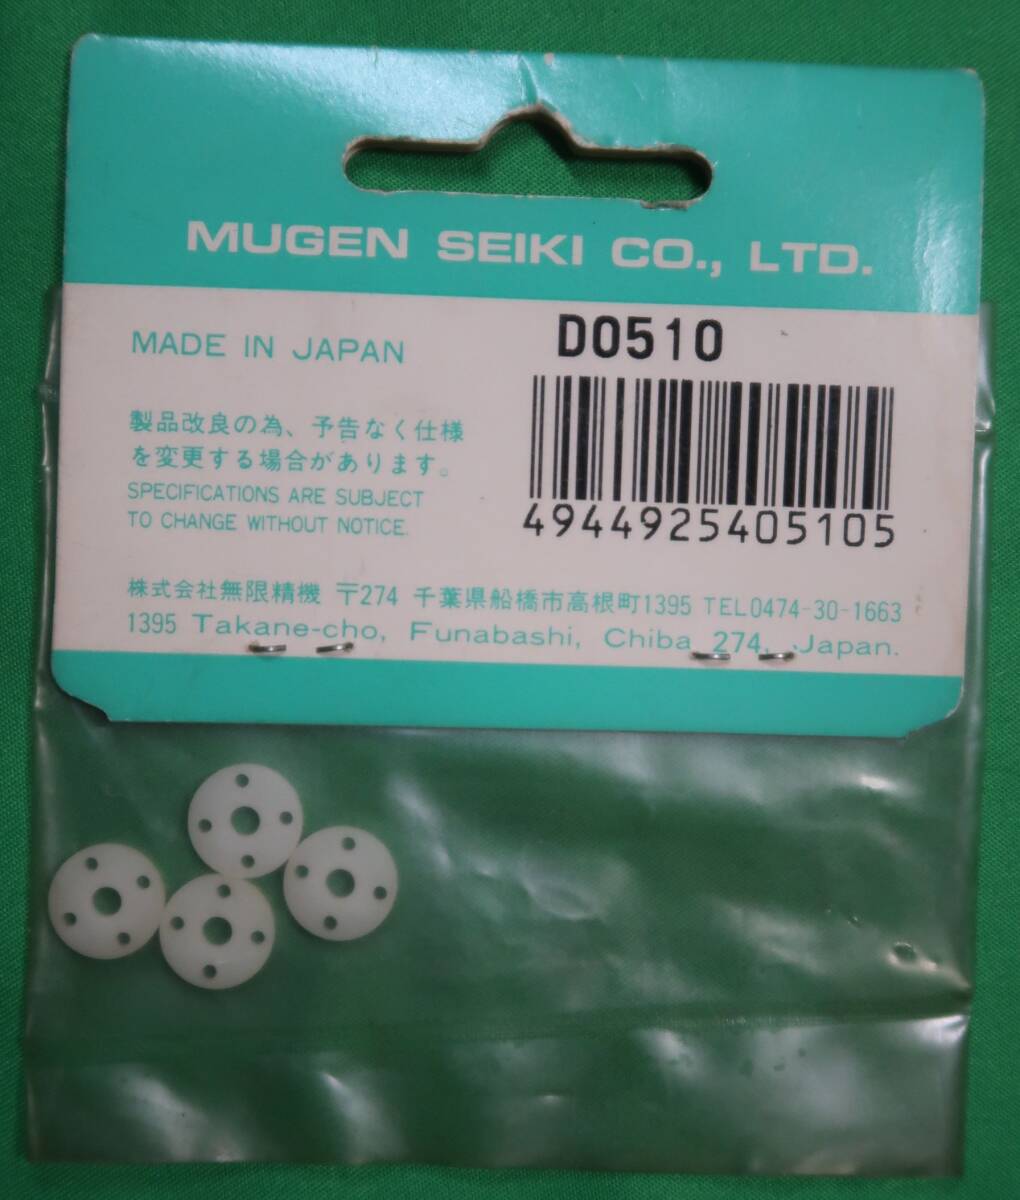 MUGEN SEIKI CO., LTD.
MADE IN JAPAN
D0510
製品改良の為、予告なく仕様
を変更する場合があります。
SPECIFICATIONS ARE SUBJECT
TO CHANGE WITHOUT NOTICE.
4944925405105
株式会社無限精機 〒274 千葉県船橋市高根町1395 TEL0474-30-1663
1395 Takane-cho, Funabashi, Chiba 274, Japan.